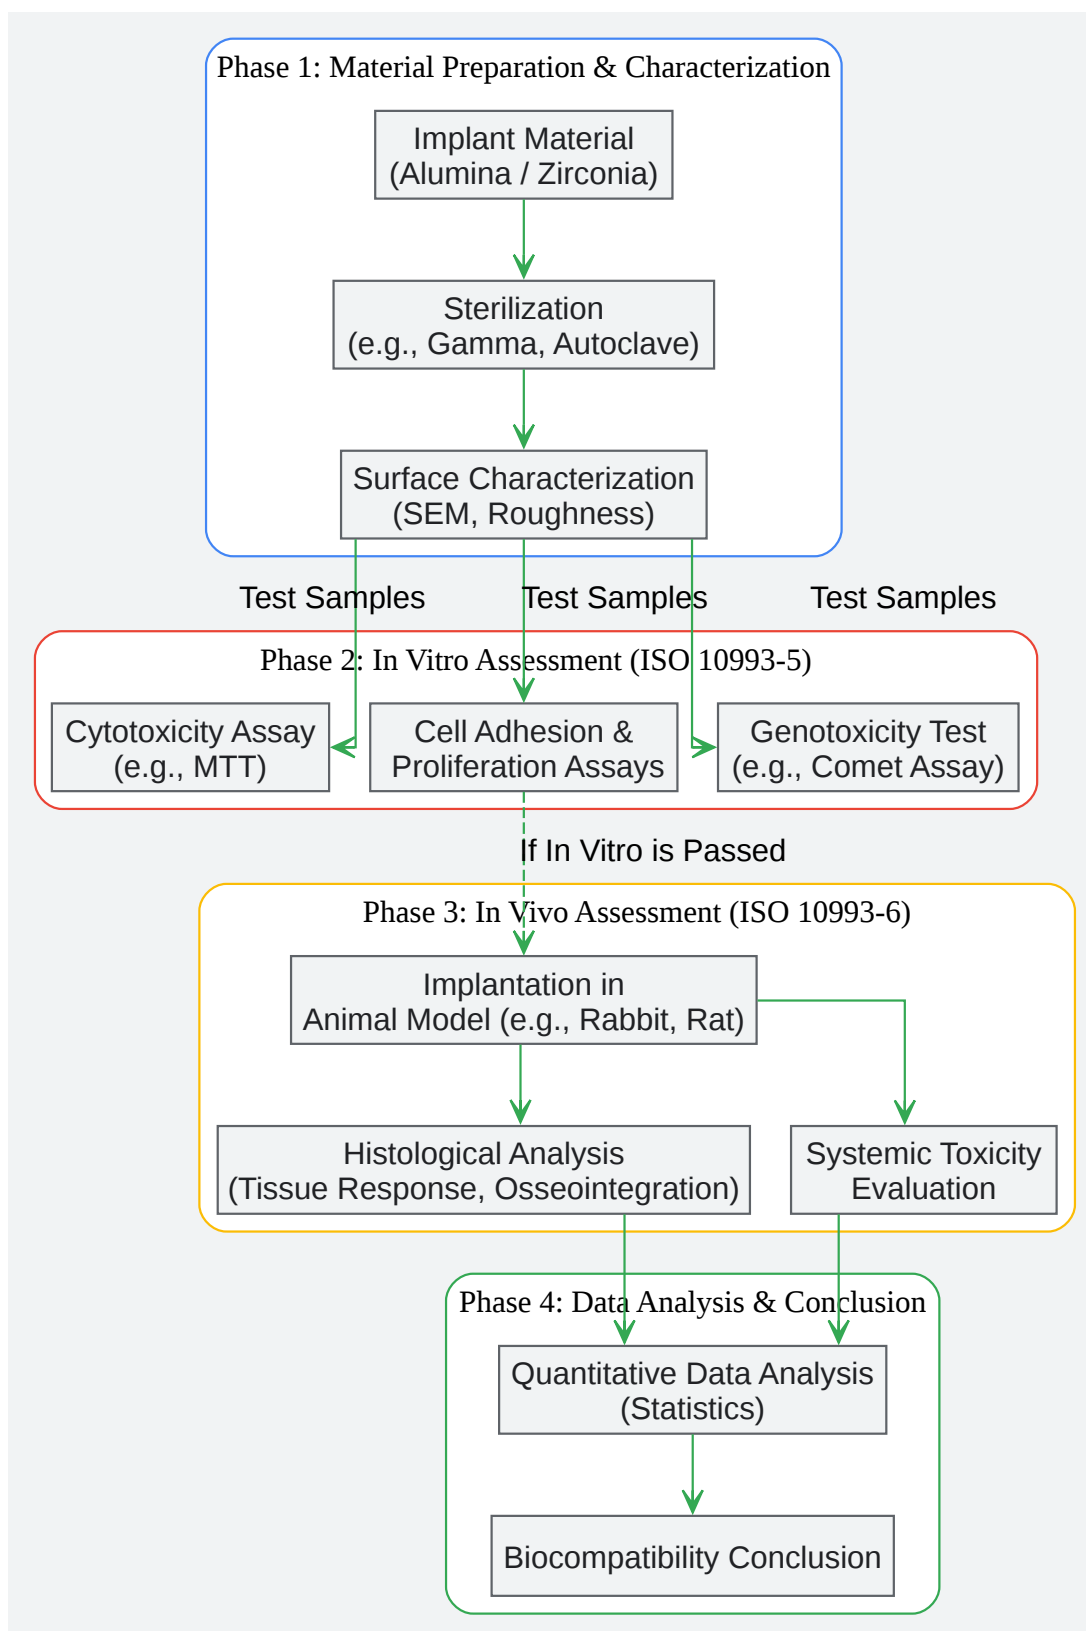 Phase 1: Material Preparation & Characterization
Implant Material
(Alumina / Zirconia)
Sterilization
(e.g., Gamma, Autoclave)
Surface Characterization
(SEM, Roughness)
Test Samples
Test Samples
Test Samples
Phase 2: In Vitro Assessment (ISO 10993-5)
Cytotoxicity Assay
(e.g., MTT)
Cell Adhesion &
Proliferation Assays
Genotoxicity Test
(e.g., Comet Assay)
If In Vitro is Passed
Phase 3: In Vivo Assessment (ISO 10993-6)
Implantation in
Animal Model (e.g., Rabbit, Rat)
Histological Analysis
(Tissue Response, Osseointegration)
Systemic Toxicity
Evaluation
Phase 4: Data Analysis & Conclusion
Quantitative Data Analysis
(Statistics)
Biocompatibility Conclusion